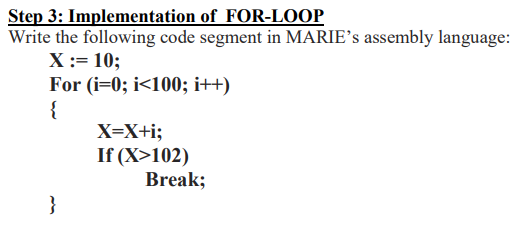 Step 3: Implementation of FOR-LOOP
Write the following code segment in MARIE's assembly language:
X := 10;
For (i=0; i<100; i++)
{
X=X+i;
If (X>102)
Break;
}